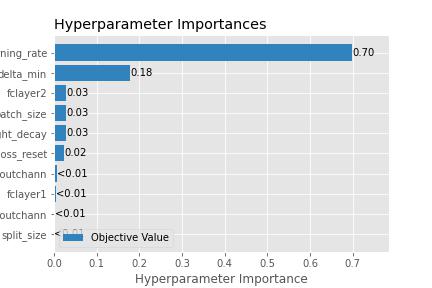 Hyperparameter Importances
ning_rate
0.70
delta_min
0.18
fclayer2
0.03
atch_size
0.03
ght_decay
0.03
oss_reset
0.02
outchann
<0.01
fclayer1
<0.01
outchann
<0.01
split_size
<0.01
Objective Value
0.0 0.1 0.2 0.3 0.4 0.5 0.6 0.7
Hyperparameter Importance